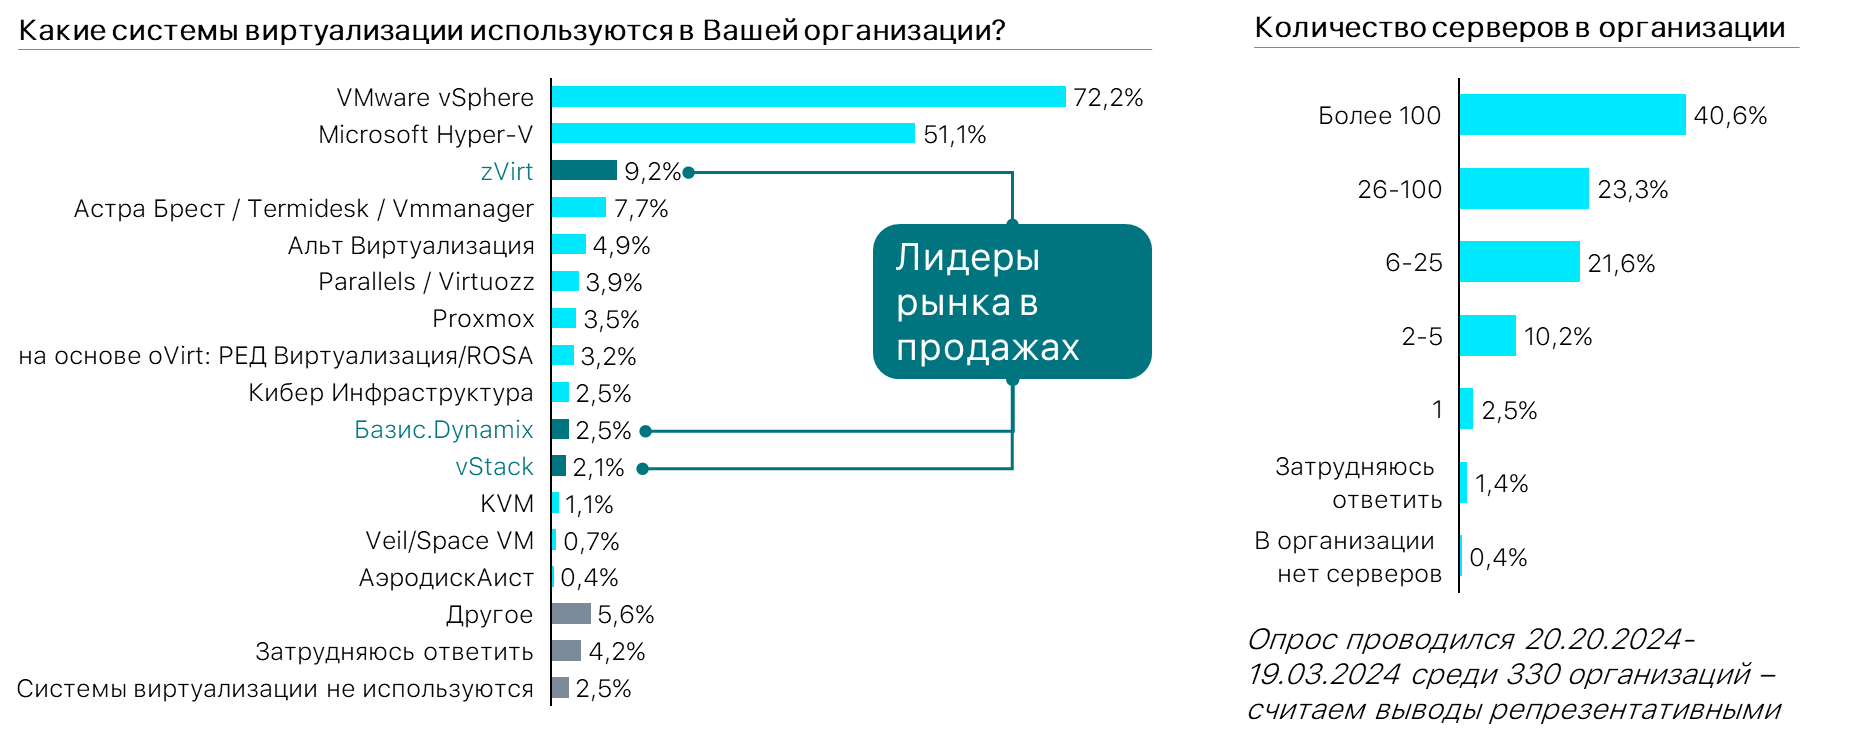 Какие системы виртуализации используются в Вашей организации?
VMware vSphere 72,2%
Microsoft Hyper-V 51,1%
zVirt 9,2%
Астра Брест / Termidesk / Vmmanager 7,7%
Альт Виртуализация 4,9%
Parallels / Virtuozz 3,9%
Proxmox 3,5%
на основе oVirt: РЕД Виртуализация/ROSA 3,2%
Кибер Инфраструктура 2,5%
Базис.Dynamix 2,5%
vStack 2,1%
KVM 1,1%
Veil/Space VM 0,7%
АэродискАист 0,4%
Другое 5,6%
Затрудняюсь ответить 4,2%
Системы виртуализации не используются 2,5%
Лидеры
рынка в
продажах
Количество серверов в организации
Более 100 40,6%
26-100 23,3%
6-25 21,6%
2-5 10,2%
1 2,5%
Затрудняюсь
ответить 1,4%
В организации
нет серверов 0,4%
Опрос проводился 20.20.2024-
19.03.2024 среди 330 организаций –
считаем выводы репрезентативными